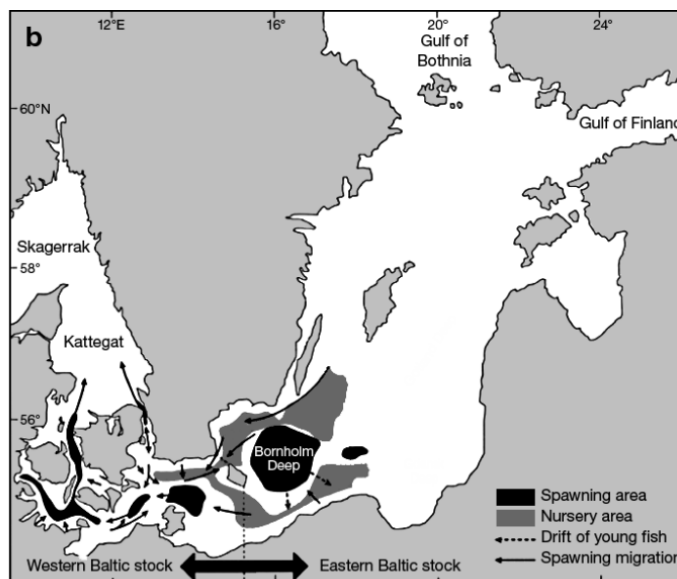 12°E
16°
20°
24°
b
Gulf of
Bothnia
60°N
Gulf of Finland
Skagerrak
58°
Kattegat
56°
Bornholm
Deep
Spawning area
Nursery area
Drift of young fish
Spawning migration
Western Baltic stock
Eastern Baltic stock